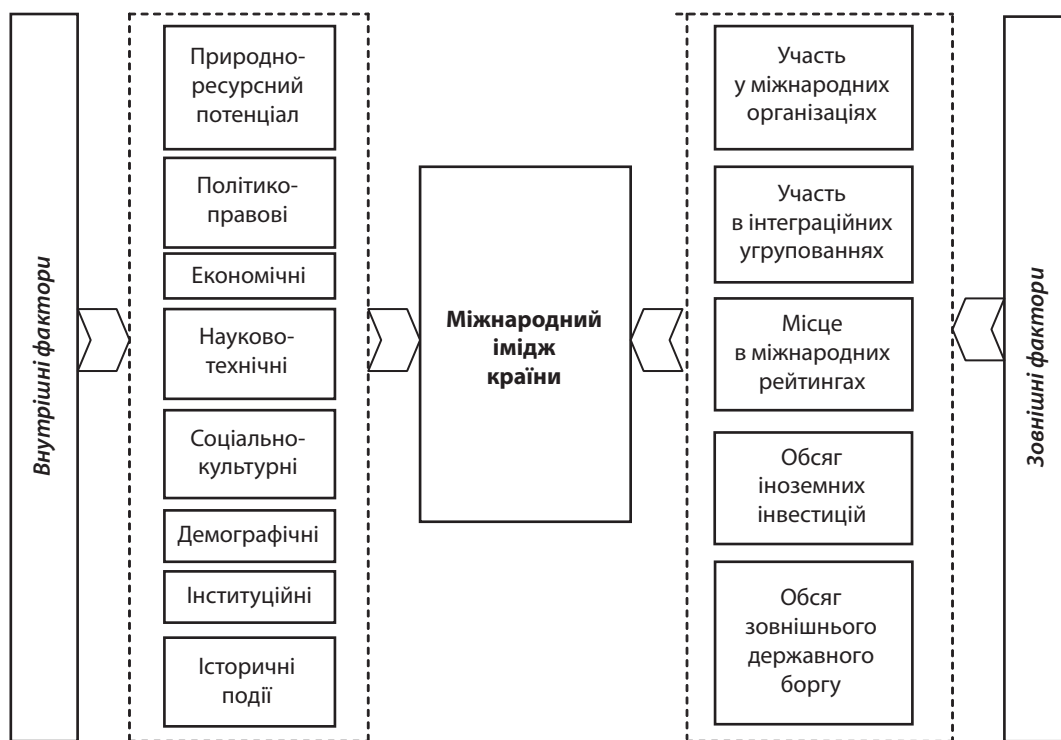 Внутрішні фактори
Природно-
ресурсний
потенціал
Політико-
правові
Економічні
Науково-
технічні
Соціально-
культурні
Демографічні
Інституційні
Історичні
події
Міжнародний
імідж
країни
Участь
у міжнародних
організаціях
Участь
в інтеграційних
угрупованнях
Місце
в міжнародних
рейтингах
Обсяг
іноземних
інвестицій
Обсяг
зовнішнього
державного
боргу
Зовнішні фактори